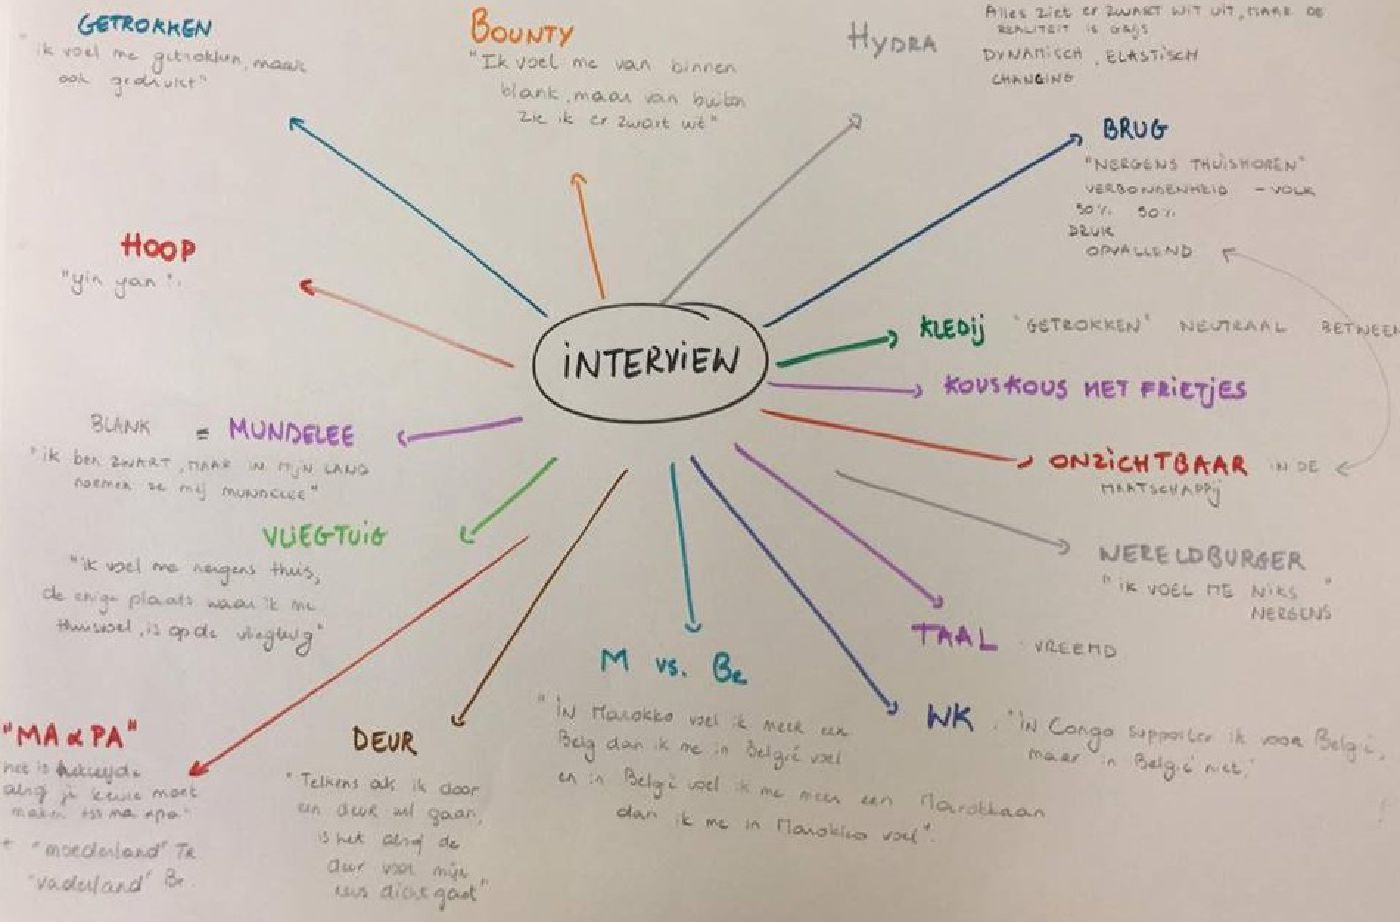 GETROKKEN
"ik voel me getrokken, maar
ook gedrukt"
BOUNTY
"Ik voel me van binnen
blank, maar van buiten
zie ik er zwart uit"
HYDRA
Alles ziet er ZWART WIT UIT, MAAR DE
REALITEIT IS GRIJS
DYNAMISCH, ELASTISCH
CHANGING
BRUG
"NERGENS THUISHOREN"
VERBONDENHEID - VOLK
50% 50%
DRUK
OPVALLEND
HOOP
"yin yan":
INTERVIEW
KLEDij "GETROKKEN" NEUTRAAL BETWEEN
KOUSKOUS MET FRIETJES
ONZICHTBAAR IN DE
MAATSCHAPPij
BLANK = MUNDELEE
"ik ben ZWART, MAAR IN MijN LAND
noemen ze mij MUNDELEE"
VLIEGTUIG
"ik voel me nergens thuis,
de enige plaats waar ik me
thuisvoel, is op de vliegtuig"
WERELDBURGER
"IK VOEL ME NIKS"
NERGENS
TAAL . VREEMD
M vs. Be
"IN Marokko voel ik meer een
Belg dan ik me in België voel
en in België voel ik me meer een Marokkaan
dan ik me in Marokko voel".
WK . "IN Congo supporter ik voor België,
maar in België niet,"
"MA & PA"
het is
alsof je keuze moet
maken tss ma & pa"
+ "moederland" TR
"vaderland" Be.
DEUR
"Telkens als ik door
een deur wil gaan,
is het alsof de
deur voor mijn
neus dicht gaat"